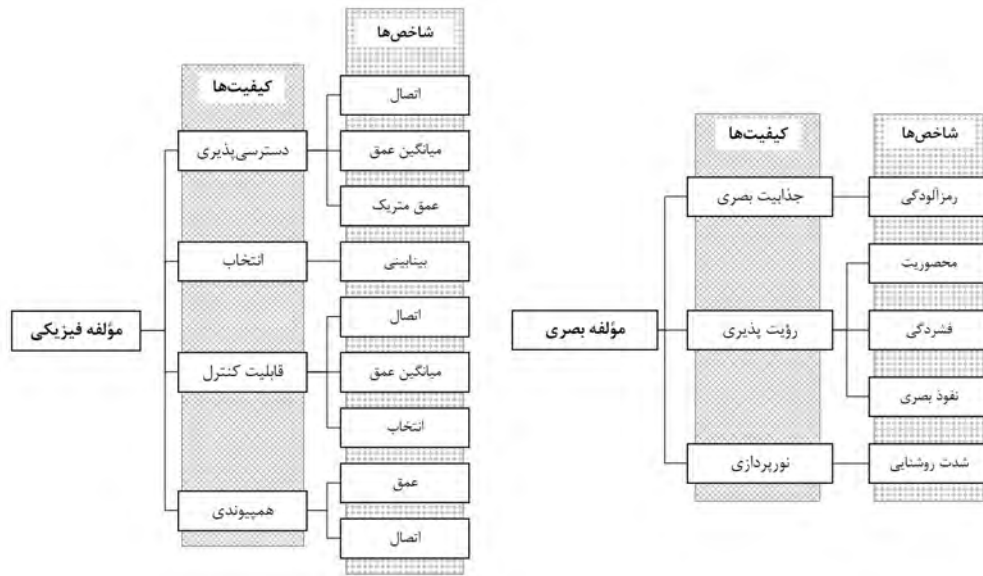 شاخص‌ها
کیفیت‌ها
اتصال
دسترسی‌پذیری
میانگین عمق
عمق متریک
انتخاب
بینابینی
مؤلفه فیزیکی
اتصال
قابلیت کنترل
میانگین عمق
انتخاب
همپیوندی
عمق
اتصال
شاخص‌ها
کیفیت‌ها
جذابیت بصری
رمزآلودگی
محصوریت
مؤلفه بصری
رؤیت پذیری
فشردگی
نفوذ بصری
نورپردازی
شدت روشنایی